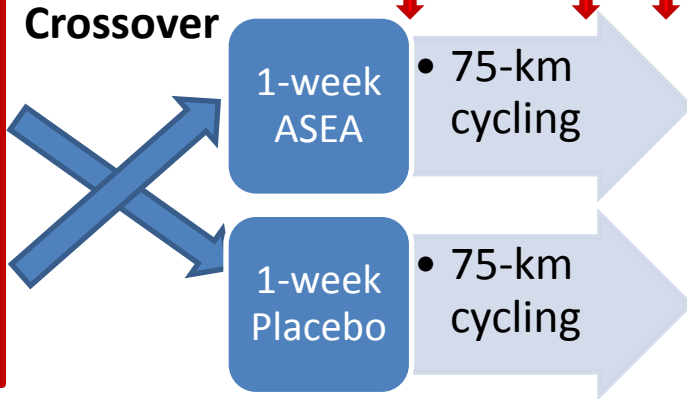 Crossover
1-week
ASEA
• 75-km
cycling
1-week
Placebo
• 75-km
cycling